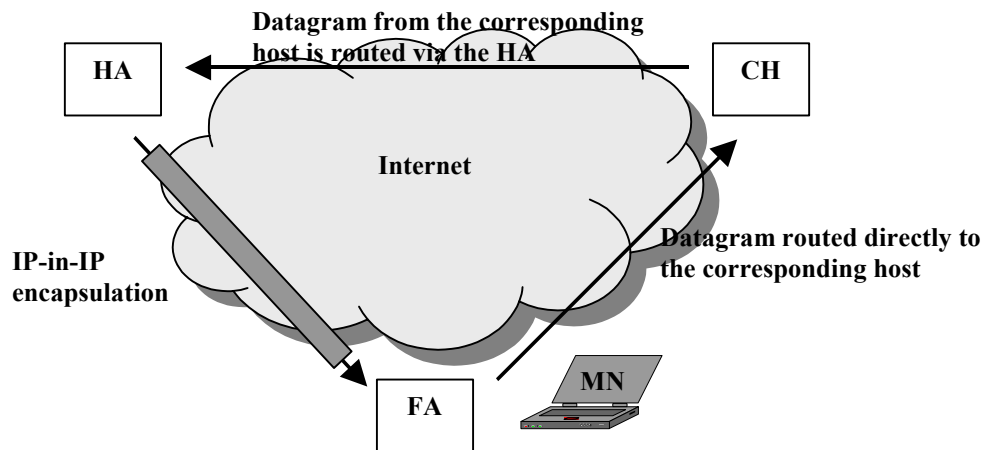 Datagram from the corresponding
host is routed via the HA
HA
CH
Internet
Datagram routed directly to
the corresponding host
IP-in-IP
encapsulation
MN
FA